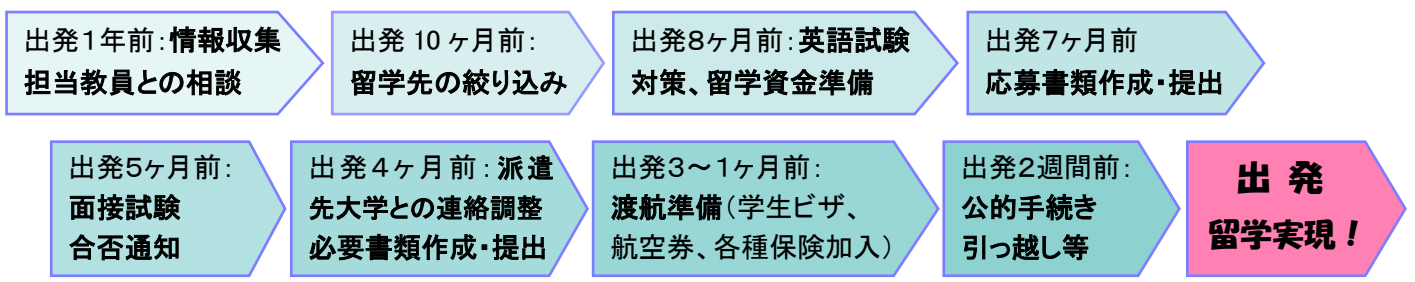 出発１年前：情報収集
担当教員との相談
出発 10 ヶ月前：
留学先の絞り込み
出発８ヶ月前：英語試験
対策、留学資金準備
出発７ヶ月前
応募書類作成・提出
出発５ヶ月前：
面接試験
合否通知
出発４ヶ月前：派遣
先大学との連絡調整
必要書類作成・提出
出発３～１ヶ月前：
渡航準備（学生ビザ、
航空券、各種保険加入）
出発２週間前：
公的手続き
引っ越し等
出 発
留学実現！